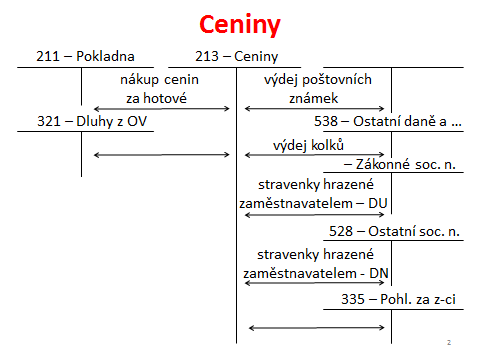 Ceniny
211 – Pokladna
213 – Ceniny
nákup cenin
za hotové
výdej poštovních
známek
321 – Dluhy z OV
538 – Ostatní daně a ...
výdej kolků
– Zákonné soc. n.
stravenky hrazené
zaměstnavatelem – DU
528 – Ostatní soc. n.
stravenky hrazené
zaměstnavatelem - DN
335 – Pohl. za z-ci
2